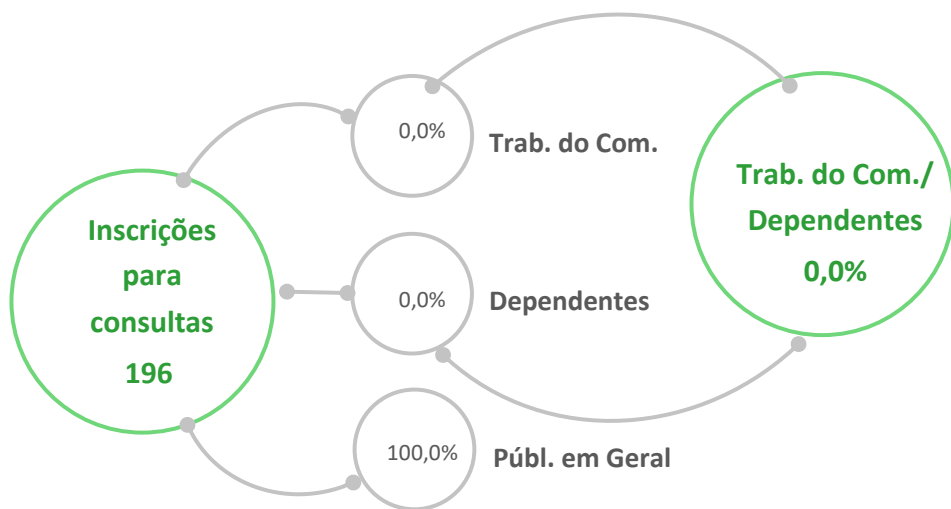 Inscrições
para
consultas
196
0,0%
Trab. do Com.
0,0%
Dependentes
100,0%
Públ. em Geral
Trab. do Com./
Dependentes
0,0%